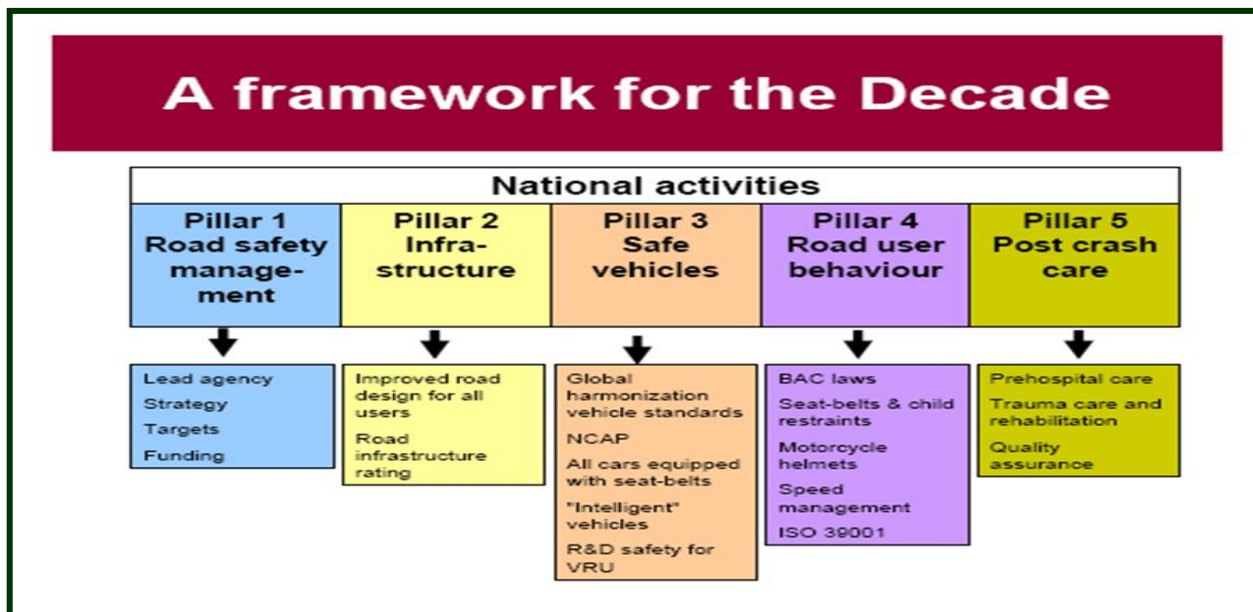 A framework for the Decade
National activities
Pillar 1
Road safety
manage-
ment
Pillar 2
Infra-
structure
Pillar 3
Safe
vehicles
Pillar 4
Road user
behaviour
Pillar 5
Post crash
care
Lead agency
Strategy
Targets
Funding
Improved road
design for all
users
Road
infrastructure
rating
Global
harmonization
vehicle standards
NCAP
All cars equipped
with seat-belts
"Intelligent"
vehicles
R&D safety for
VRU
BAC laws
Seat-belts & child
restraints
Motorcycle
helmets
Speed
management
ISO 39001
Prehospital care
Trauma care and
rehabilitation
Quality
assurance